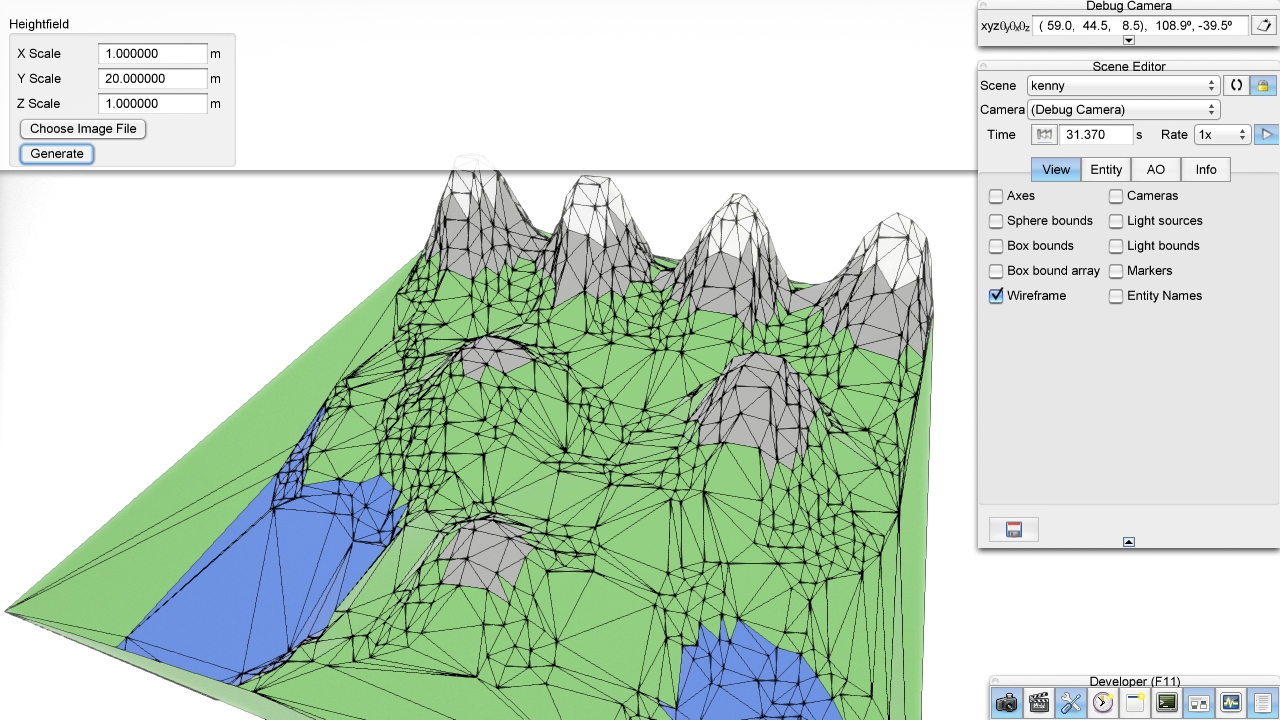 Heightfield
X Scale 1.000000 m
Y Scale 20.000000 m
Z Scale 1.000000 m
Choose Image File
Generate
Debug Camera
( 59.0, 44.5, 8.5), 108.9º, -39.5º
Scene Editor
Scene kenny
Camera (Debug Camera)
Time 31.370 s Rate 1x
View Entity AO Info
Axes Cameras
Sphere bounds Light sources
Box bounds Light bounds
Box bound array Markers
Wireframe Entity Names
Developer (F11)